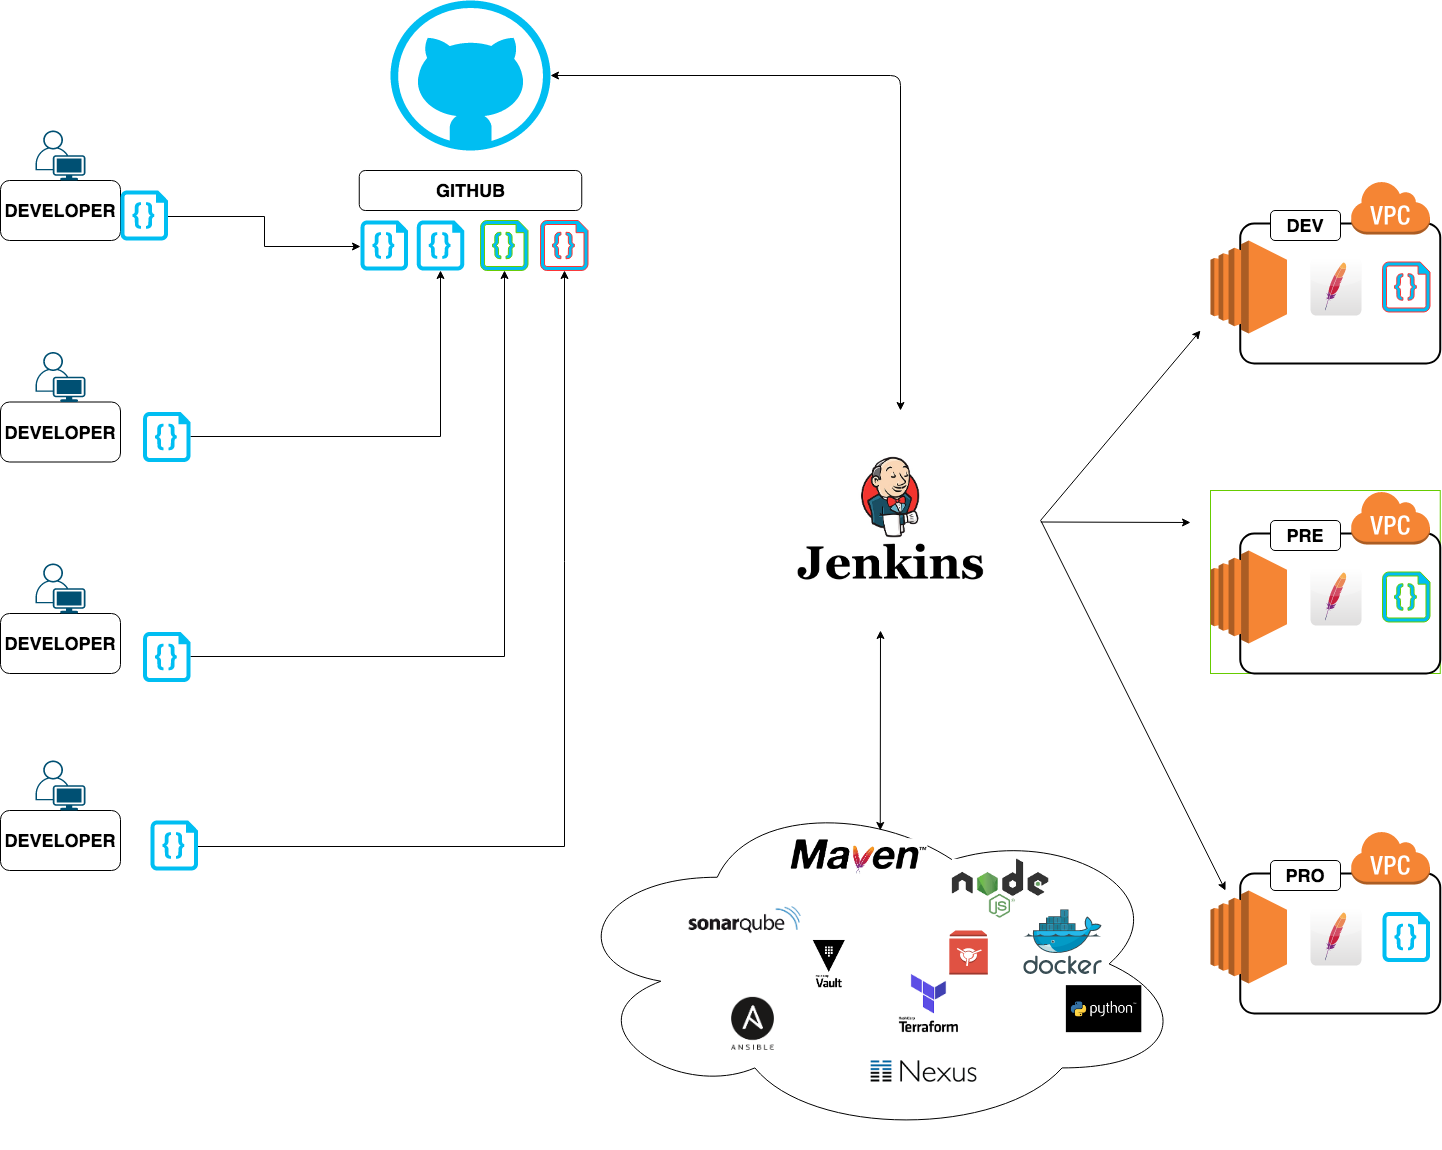 GITHUB
DEVELOPER
DEVELOPER
DEVELOPER
DEVELOPER
{}
{}
{}
{}
{}
{}
{}
{}
Jenkins
DEV
VPC
{}
PRE
VPC
{}
PRO
VPC
{}
Maven™
node
JS
sonarqube
Vault
docker
Terraform
python
ANSIBLE
Nexus